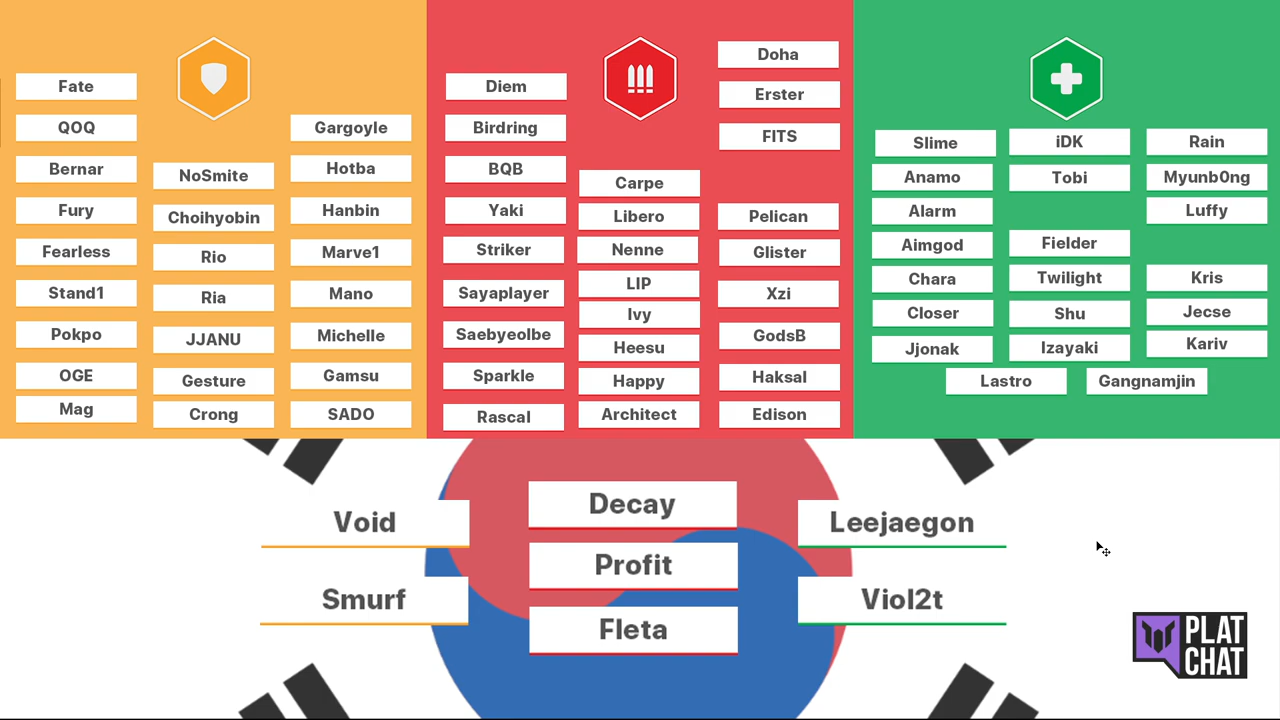 Fate
QOQ
Bernar
Fury
Fearless
Stand1
Pokpo
OGE
Mag
NoSmite
Choihyobin
Rio
Ria
JJANU
Gesture
Crong
Gargoyle
Hotba
Hanbin
Marve1
Mano
Michelle
Gamsu
SADO
Diem
Birdring
BQB
Yaki
Striker
Sayaplayer
Saebyeolbe
Sparkle
Rascal
Carpe
Libero
Nenne
LIP
Ivy
Heesu
Happy
Architect
Doha
Erster
FITS
Pelican
Glister
Xzi
GodsB
Haksal
Edison
Slime
Anamo
Alarm
Aimgod
Chara
Closer
Jjonak
iDK
Tobi
Fielder
Twilight
Shu
Izayaki
Rain
Myunb0ng
Luffy
Kris
Jecse
Kariv
Lastro
Gangnamjin
Void
Smurf
Decay
Profit
Fleta
Leejaegon
Viol2t
PLAT
CHAT